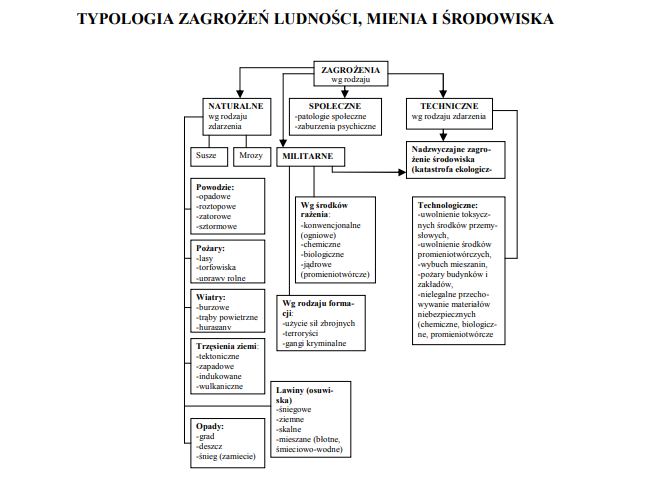 TYPOLOGIA ZAGROŻEŃ LUDNOŚCI, MIENIA I ŚRODOWISKA
ZAGROŻENIA
wg rodzaju
NATURALNE
wg rodzaju
zdarzenia
SPOŁECZNE
-patologie społeczne
-zaburzenia psychiczne
TECHNICZNE
wg rodzaju zdarzenia
Susze
Mrozy
MILITARNE
Nadzwyczajne zagro-
żenie środowiska
(katastrofa ekologicz-
Powodzie:
-opadowe
-roztopowe
-zatorowe
-sztormowe
Wg środków
rażenia:
-konwencjonalne
(ogniowe)
-chemiczne
-biologiczne
-jądrowe
(promieniotwórcze)
Technologiczne:
-uwolnienie toksycz-
nych środków przemy-
słowych,
-uwolnienie środków
promieniotwórczych,
-wybuch mieszanin,
-pożary budynków i
zakładów,
-nielegalne przecho-
wywanie materiałów
niebezpiecznych
(chemiczne, biologicz-
ne, promieniotwórcze
Pożary:
-lasy
-torfowiska
-uprawy rolne
Wiatry:
-burzowe
-trąby powietrzne
-huragany
Wg rodzaju forma-
cji:
-użycie sił zbrojnych
-terroryści
-gangi kryminalne
Trzęsienia ziemi:
-tektoniczne
-zapadowe
-indukowane
-wulkaniczne
Lawiny (osuwi-
ska)
-śniegowe
-ziemne
-skalne
-mieszane (błotne,
śmieciowo-wodne)
Opady:
-grad
-deszcz
-śnieg (zamiecie)